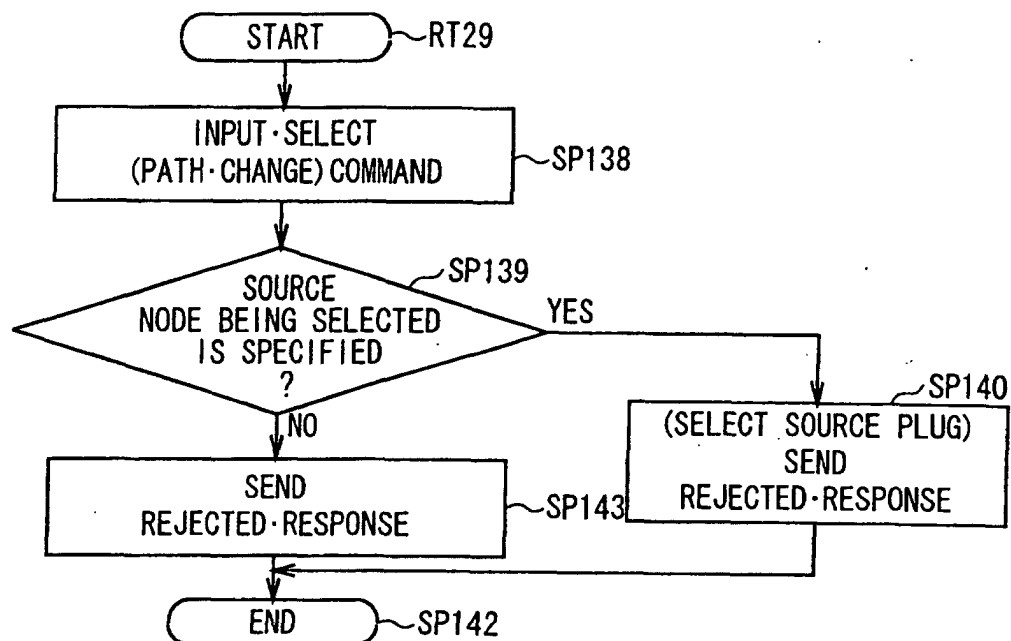 START
RT29
INPUT·SELECT
(PATH·CHANGE) COMMAND
SP138
SP139
SOURCE
NODE BEING SELECTED
IS SPECIFIED
?
YES
NO
SP140
(SELECT SOURCE PLUG)
SEND
REJECTED·RESPONSE
SEND
REJECTED·RESPONSE
SP143
END
SP142